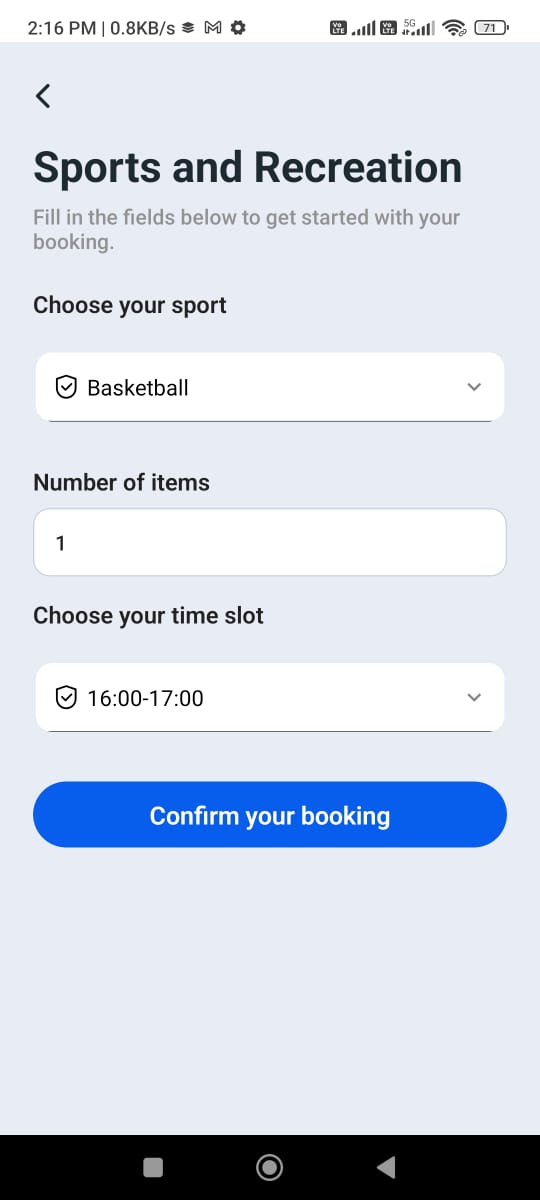 2:16 PM | 0.8KB/s
Vo LTE Vo LTE 5G 71
Sports and Recreation
Fill in the fields below to get started with your
booking.
Choose your sport
Basketball
Number of items
1
Choose your time slot
16:00-17:00
Confirm your booking